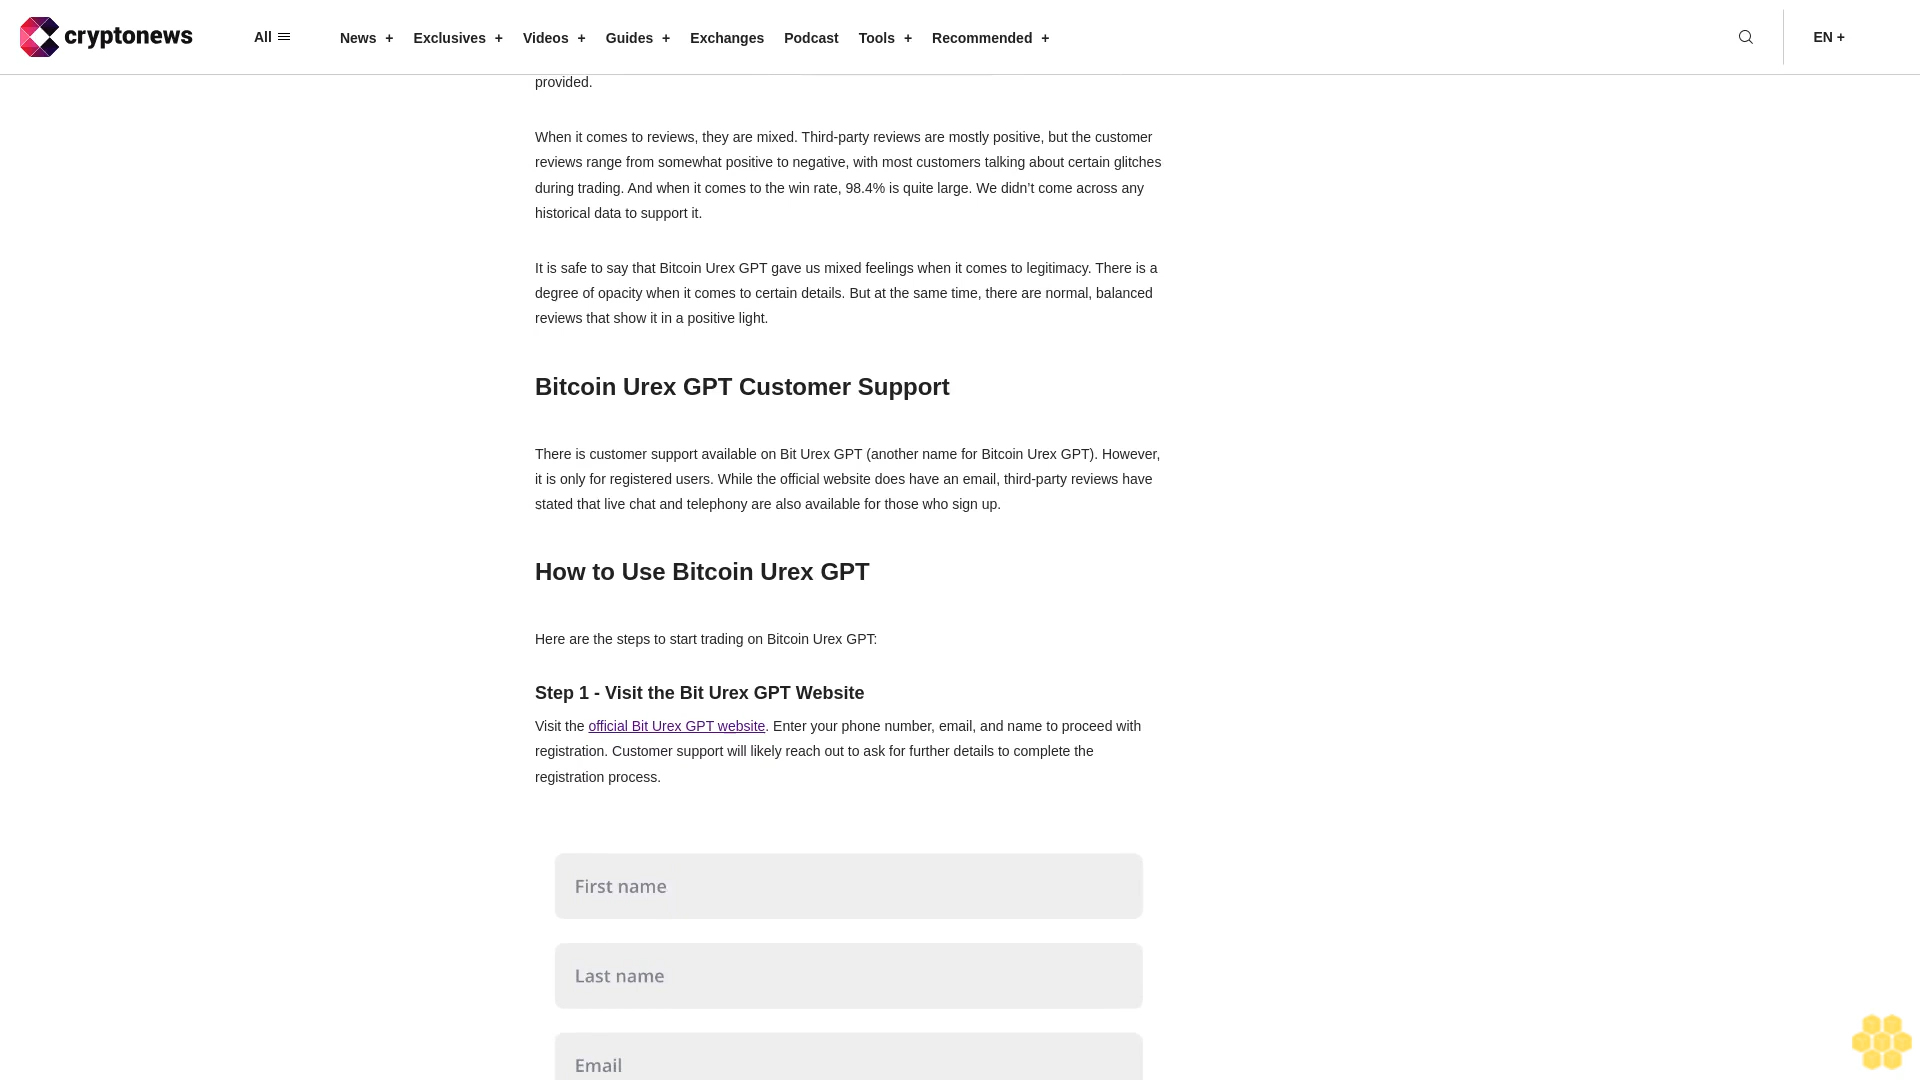 cryptonews
All
News + Exclusives + Videos + Guides + Exchanges Podcast Tools + Recommended +
EN +
provided.
When it comes to reviews, they are mixed. Third-party reviews are mostly positive, but the customer
reviews range from somewhat positive to negative, with most customers talking about certain glitches
during trading. And when it comes to the win rate, 98.4% is quite large. We didn’t come across any
historical data to support it.
It is safe to say that Bitcoin Urex GPT gave us mixed feelings when it comes to legitimacy. There is a
degree of opacity when it comes to certain details. But at the same time, there are normal, balanced
reviews that show it in a positive light.
Bitcoin Urex GPT Customer Support
There is customer support available on Bit Urex GPT (another name for Bitcoin Urex GPT). However,
it is only for registered users. While the official website does have an email, third-party reviews have
stated that live chat and telephony are also available for those who sign up.
How to Use Bitcoin Urex GPT
Here are the steps to start trading on Bitcoin Urex GPT:
Step 1 - Visit the Bit Urex GPT Website
Visit the official Bit Urex GPT website. Enter your phone number, email, and name to proceed with
registration. Customer support will likely reach out to ask for further details to complete the
registration process.
First name
Last name
Email